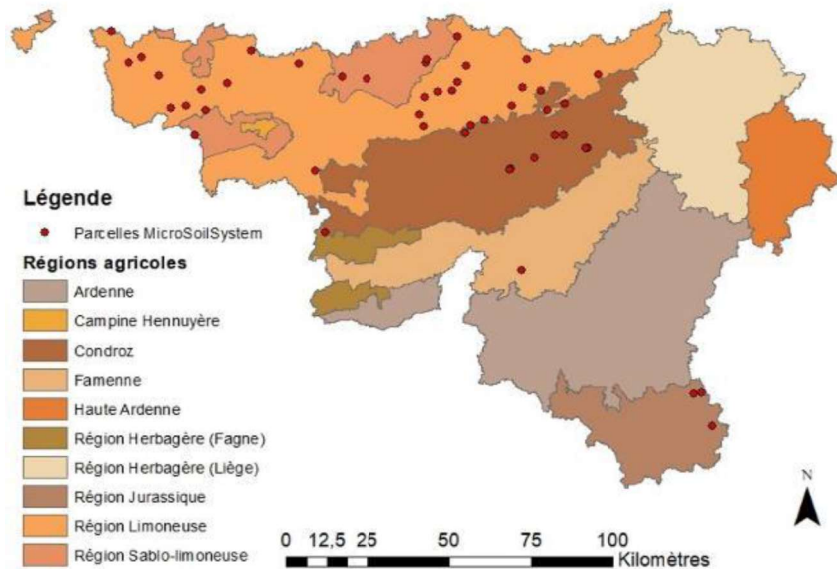 Légende
Parcelles MicroSoilSystem
Régions agricoles
Ardenne
Campine Hennuyère
Condroz
Famenne
Haute Ardenne
Région Herbagère (Fagne)
Région Herbagère (Liège)
Région Jurassique
Région Limoneuse
Région Sablo-limoneuse
N
0 12,5 25 50 75 100
Kilomètres